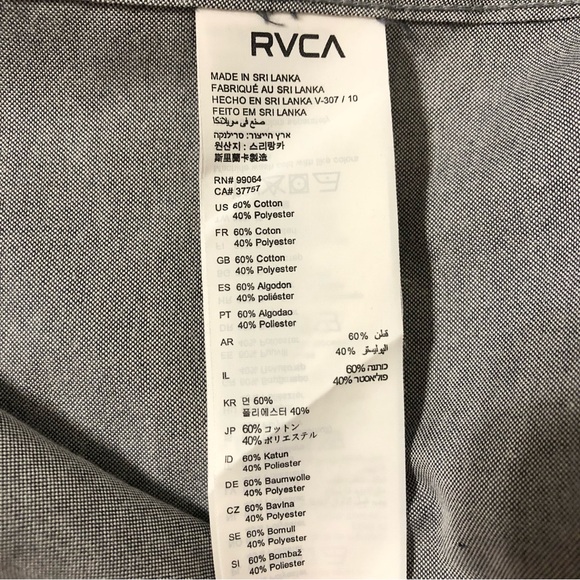 RVCA
MADE IN SRI LANKA
FABRIQUÉ AU SRI LANKA
HECHO EN SRI LANKA V-307 / 10
FEITO EM SRI LANKA
صنع في سريلانكا
ארץ הייצור: סרילנקה
원산지 : 스리랑카
斯里蘭卡製造
RN# 99064
CA# 37757
US 60% Cotton
40% Polyester
FR 60% Coton
40% Polyester
GB 60% Cotton
40% Polyester
ES 60% Algodon
40% poliéster
PT 60% Algodao
40% Poliester
AR قطن 60%
البوليستر 40%
IL כותנה 60%
פוליאסטר 40%
KR 면 60%
폴리에스터 40%
JP 60% コットン
40% ポリエステル
ID 60% Katun
40% Poliester
DE 60% Baumwolle
40% Polyester
CZ 60% Bavlna
40% Polyester
SE 60% Bomull
40% Polyester
SI 60% Bombaž
40% Poliester